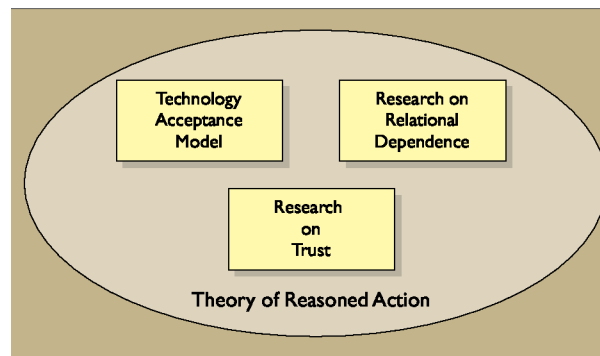 Technology
Acceptance
Model
Research on
Relational
Dependence
Research
on
Trust
Theory of Reasoned Action